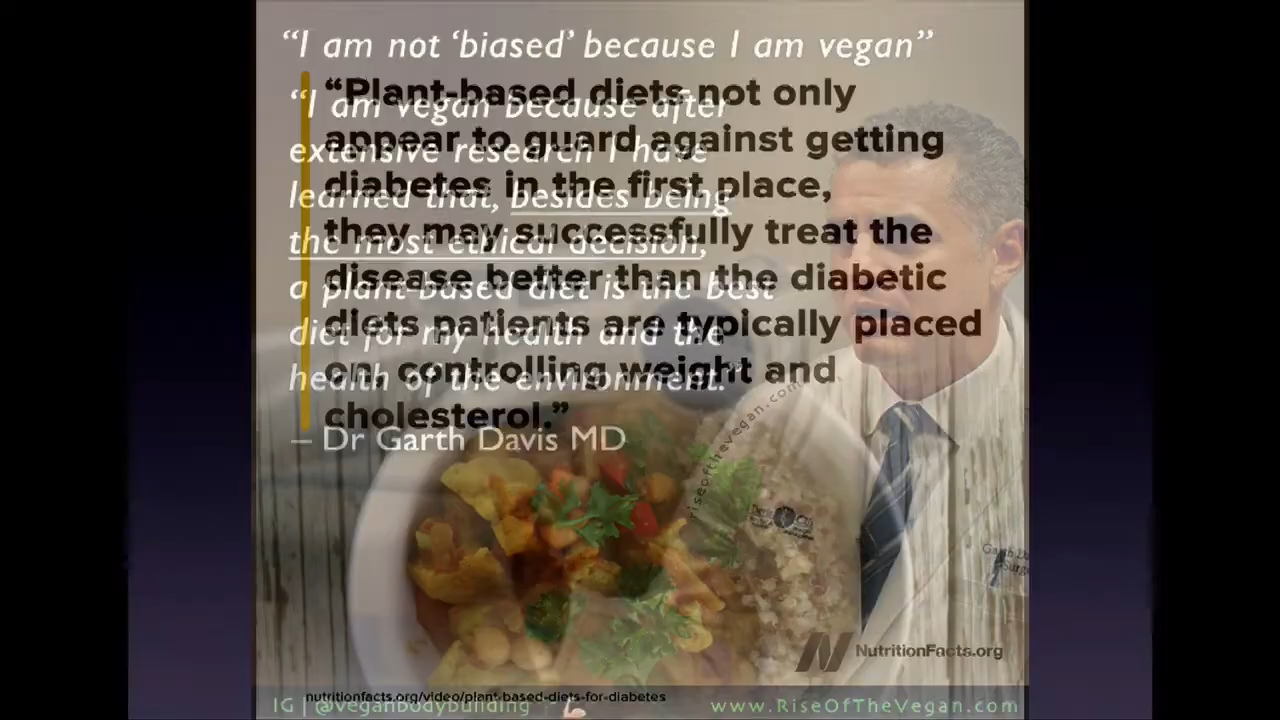 “I am not ‘biased’ because I am vegan”
“I am vegan because after
extensive research I have
learned that, besides being
the most ethical decision,
a plant-based diet is the best
diet for my health and the
health of the environment.”
– Dr Garth Davis MD
“Plant-based diets not only
appear to guard against getting
diabetes in the first place,
they may successfully treat the
disease better than the diabetic
diets patients are typically placed
on, controlling weight and
cholesterol.”
riseofthevegan.com
NutritionFacts.org
nutritionfacts.org/video/plant-based-diets-for-diabetes
IG | @veganbodybuilding
www.RiseOfTheVegan.com